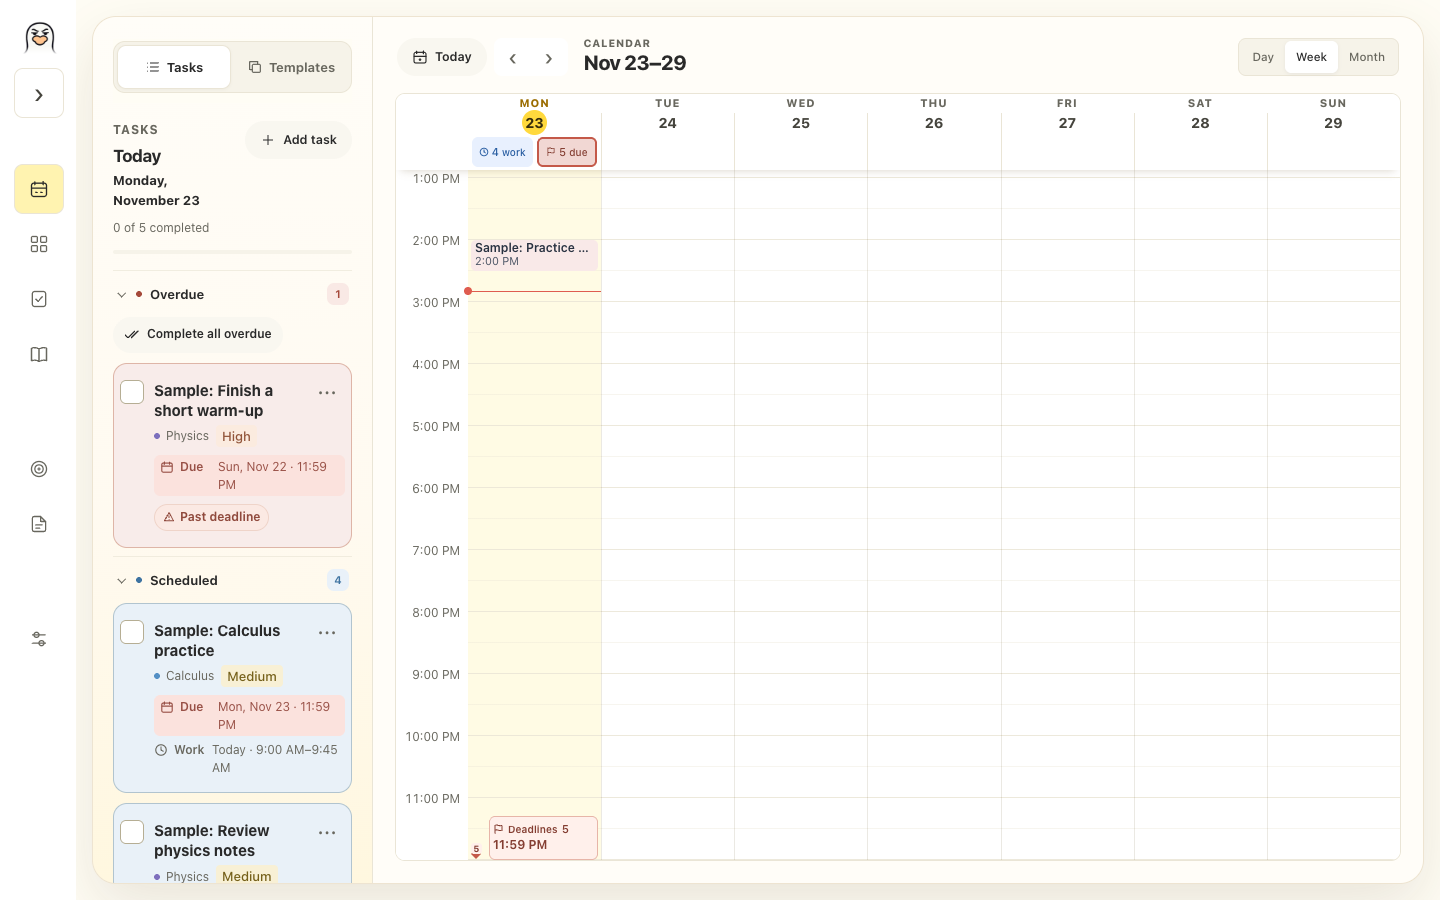 Tasks
Templates
TASKS
Today
Monday,
November 23
0 of 5 completed
Add task
Overdue
1
Complete all overdue
Sample: Finish a
short warm-up
Physics High
Due Sun, Nov 22 · 11:59
PM
Past deadline
Scheduled
4
Sample: Calculus
practice
Calculus Medium
Due Mon, Nov 23 · 11:59
PM
Work Today · 9:00 AM–9:45
AM
Sample: Review
physics notes
Physics Medium
Today
CALENDAR
Nov 23–29
Day Week Month
MON TUE WED THU FRI SAT SUN
23 24 25 26 27 28 29
4 work 5 due
1:00 PM
2:00 PM
Sample: Practice ...
2:00 PM
3:00 PM
4:00 PM
5:00 PM
6:00 PM
7:00 PM
8:00 PM
9:00 PM
10:00 PM
11:00 PM
Deadlines 5
11:59 PM
5